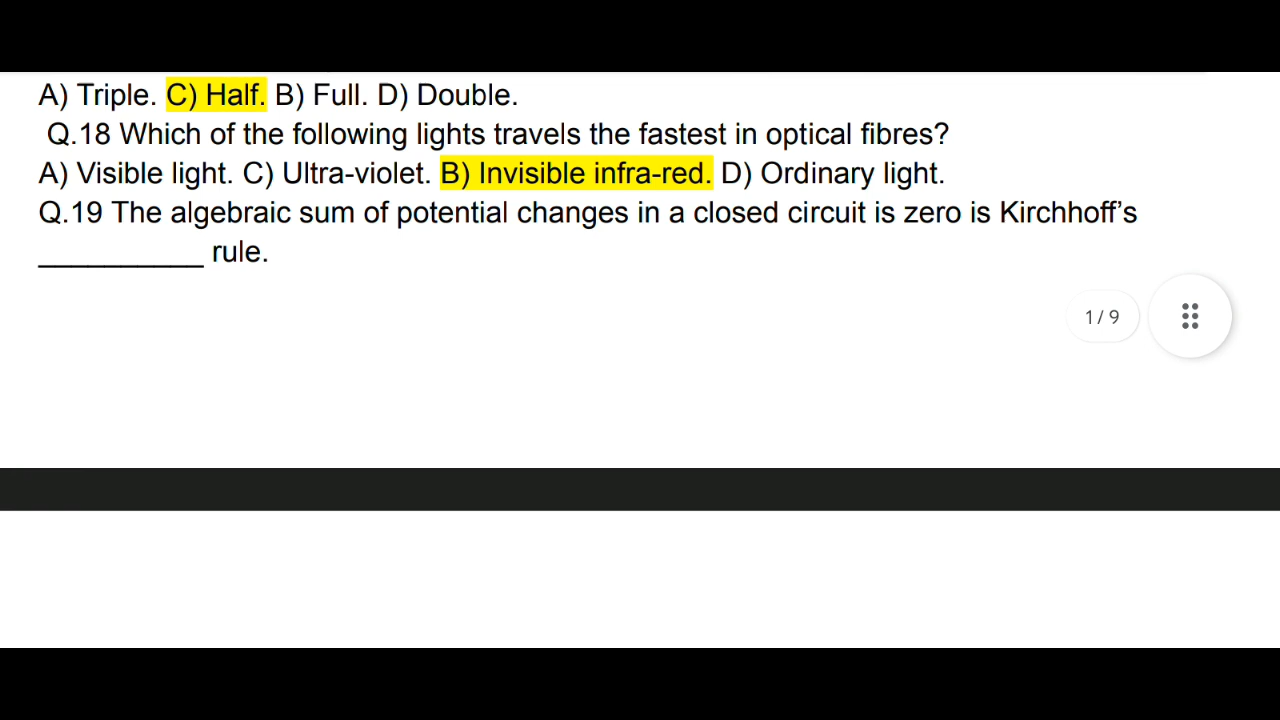 A) Triple. C) Half. B) Full. D) Double.
Q.18 Which of the following lights travels the fastest in optical fibres?
A) Visible light. C) Ultra-violet. B) Invisible infra-red. D) Ordinary light.
Q.19 The algebraic sum of potential changes in a closed circuit is zero is Kirchhoff’s
__________ rule.
1 / 9